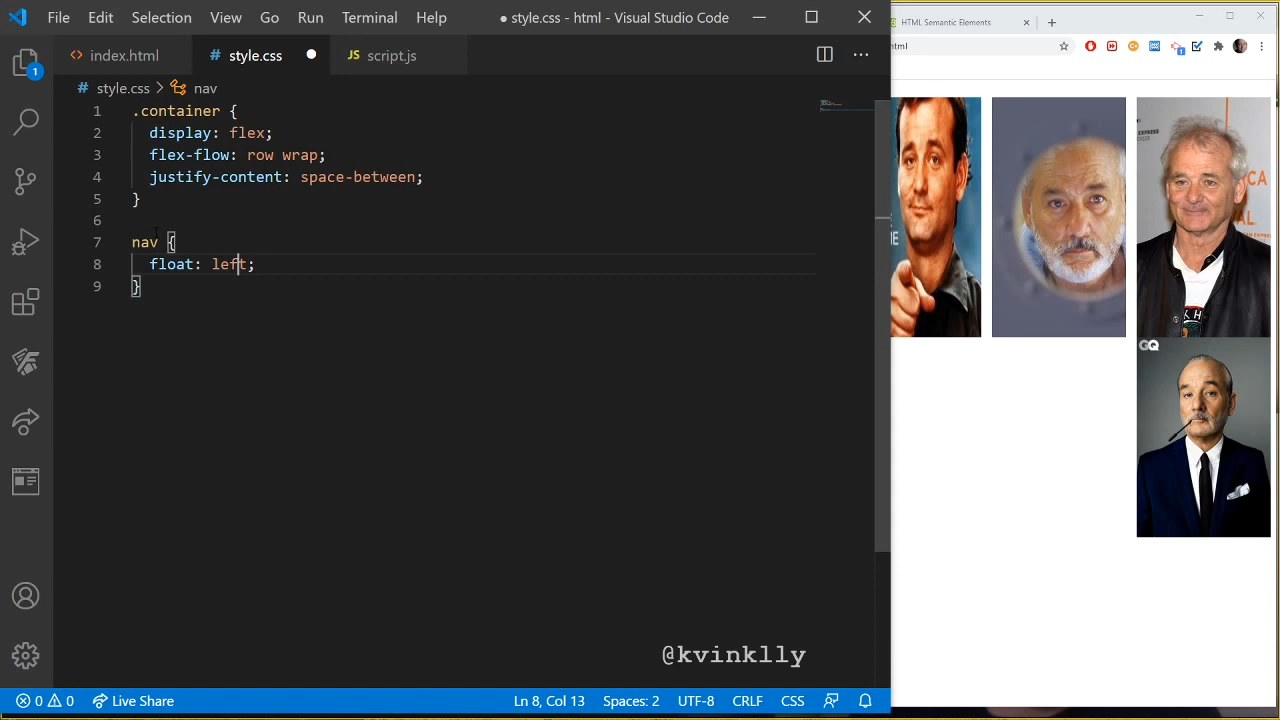 File Edit Selection View Go Run Terminal Help
● style.css - html - Visual Studio Code
index.html
# style.css
JS script.js
# style.css > nav
1
1 .container {
2 display: flex;
3 flex-flow: row wrap;
4 justify-content: space-between;
5 }
6
7 nav {
8 float: left;
9 }
@kvinklly
0 0 Live Share
Ln 8, Col 13 Spaces: 2 UTF-8 CRLF CSS
HTML Semantic Elements
html
1
GQ